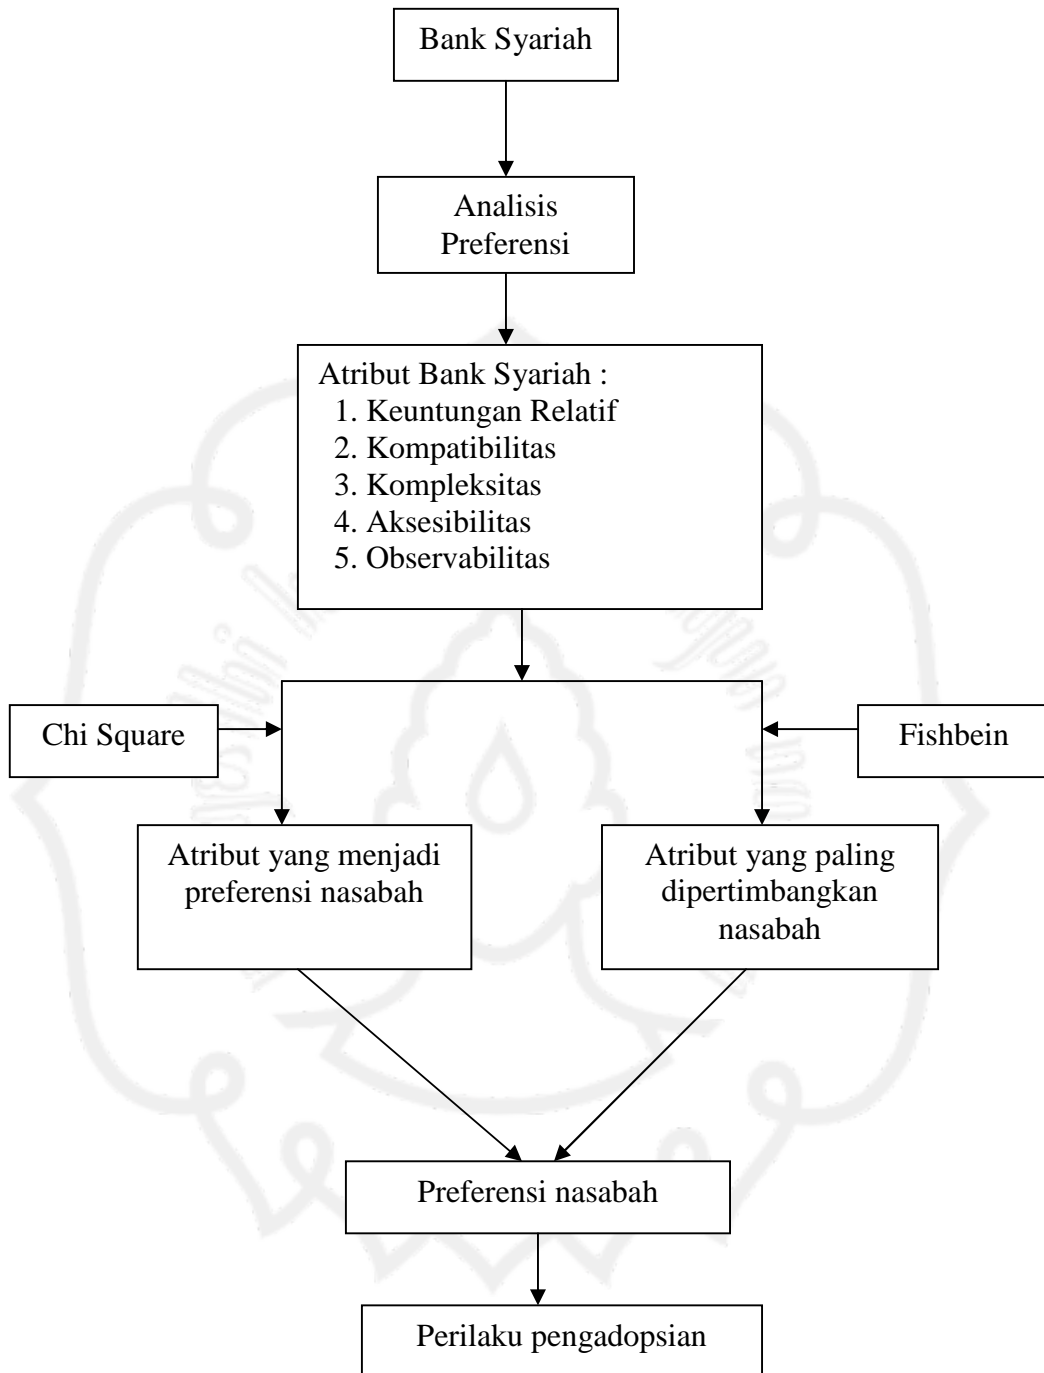 Bank Syariah
Analisis
Preferensi
Atribut Bank Syariah :
1. Keuntungan Relatif
2. Kompatibilitas
3. Kompleksitas
4. Aksesibilitas
5. Observabilitas
Chi Square
Fishbein
Atribut yang menjadi
preferensi nasabah
Atribut yang paling
dipertimbangkan
nasabah
Preferensi nasabah
Perilaku pengadopsian